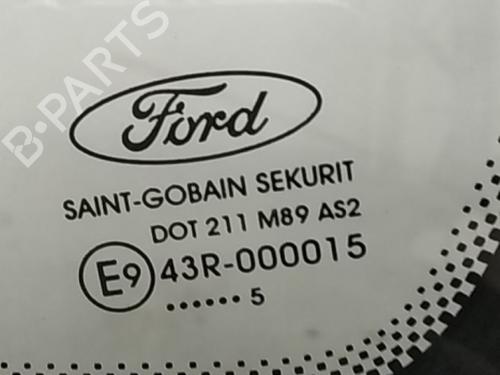 B-PARTS
Ford
SAINT-GOBAIN SEKURIT
DOT 211 M89 AS2
E9 43R-000015
...... 5